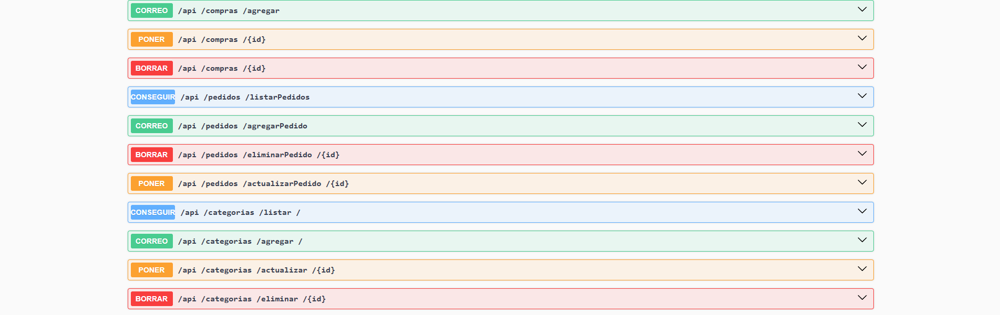 CORREO /api /compras /agregar
PONER /api /compras /{id}
BORRAR /api /compras /{id}
CONSEGUIR /api /pedidos /listarPedidos
CORREO /api /pedidos /agregarPedido
BORRAR /api /pedidos /eliminarPedido /{id}
PONER /api /pedidos /actualizarPedido /{id}
CONSEGUIR /api /categorias /listar /
CORREO /api /categorias /agregar /
PONER /api /categorias /actualizar /{id}
BORRAR /api /categorias /eliminar /{id}